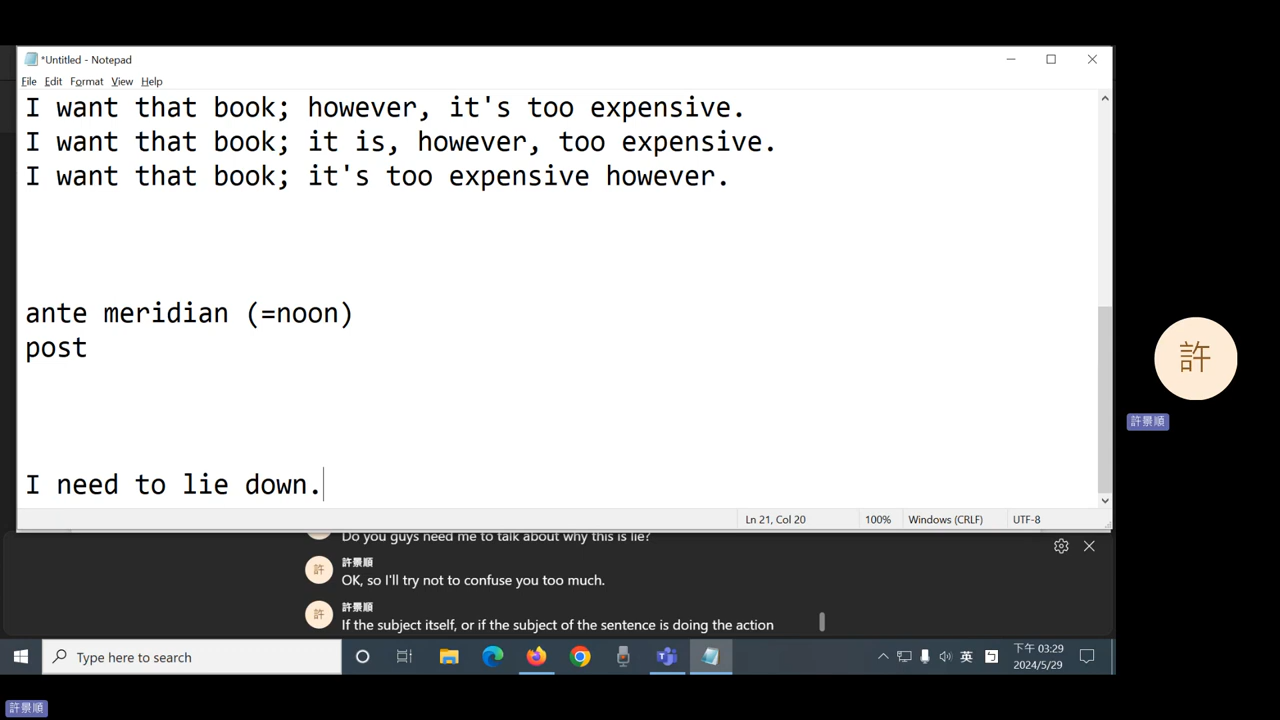 *Untitled - Notepad
File Edit Format View Help
I want that book; however, it's too expensive.
I want that book; it is, however, too expensive.
I want that book; it's too expensive however.
ante meridian (=noon)
post
I need to lie down.
Ln 21, Col 20 100% Windows (CRLF) UTF-8
Do you guys need me to talk about why this is lie?
許景順
許 OK, so I'll try not to confuse you too much.
許景順
許 If the subject itself, or if the subject of the sentence is doing the action
Type here to search
英
下午 03:29
2024/5/29
許
許景順
許景順